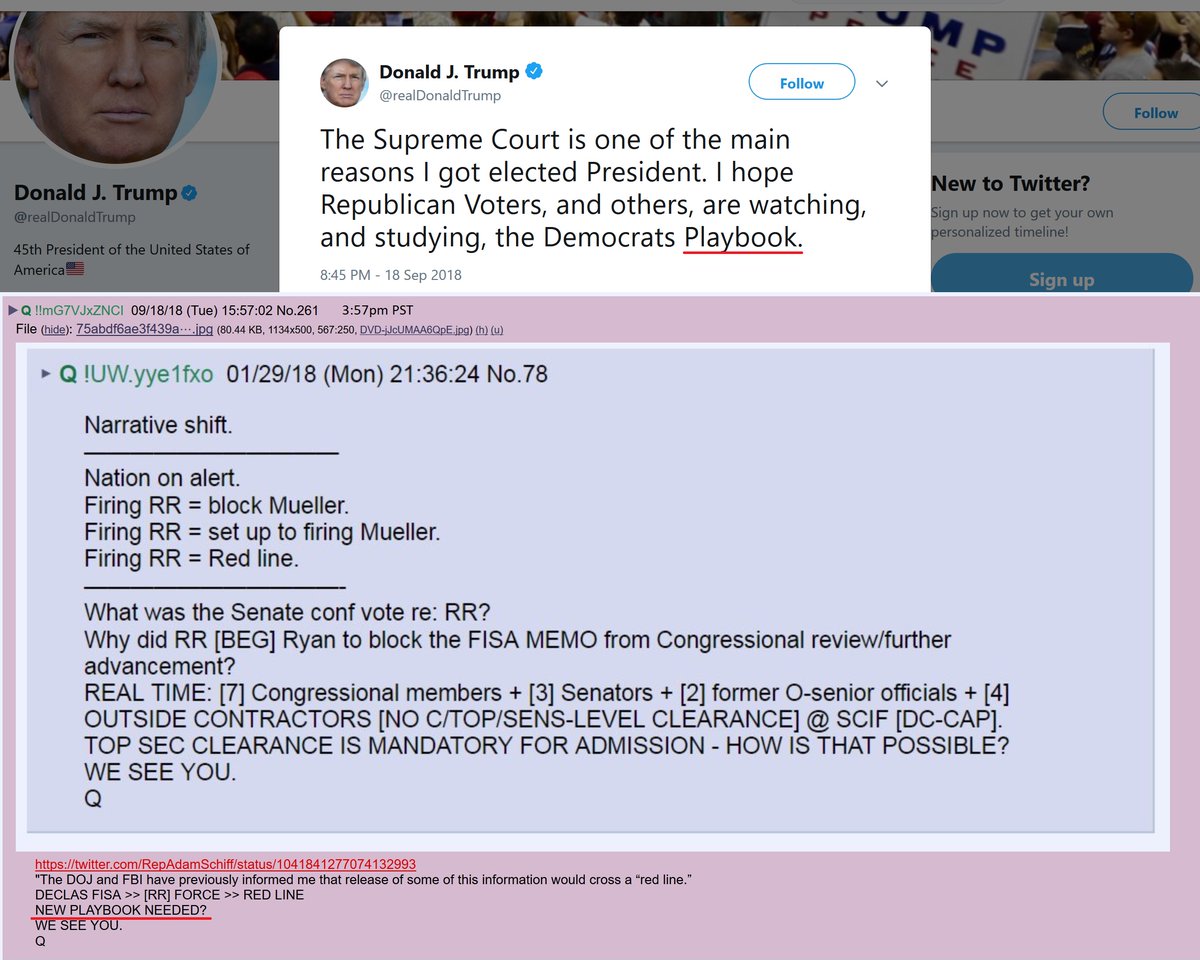 UMP
P
E
CE
Donald J. Trump
@realDonaldTrump
45th President of the United States of
America
Donald J. Trump
@realDonaldTrump
Follow
The Supreme Court is one of the main
reasons I got elected President. I hope
Republican Voters, and others, are watching,
and studying, the Democrats Playbook.
8:45 PM - 18 Sep 2018
Follow
New to Twitter?
Sign up now to get your own
personalized timeline!
Sign up
Q !!mG7VJxZNCI 09/18/18 (Tue) 15:57:02 No.261 3:57pm PST
File (hide): 75abdf6ae3f439a⋯.jpg (80.44 KB, 1134x500, 567:250, DVD-jJcUMAA6QpE.jpg) (h) (u)
Q !UW.yye1fxo 01/29/18 (Mon) 21:36:24 No.78
Narrative shift.
Nation on alert.
Firing RR = block Mueller.
Firing RR = set up to firing Mueller.
Firing RR = Red line.
What was the Senate conf vote re: RR?
Why did RR [BEG] Ryan to block the FISA MEMO from Congressional review/further
advancement?
REAL TIME: [7] Congressional members + [3] Senators + [2] former O-senior officials + [4]
OUTSIDE CONTRACTORS [NO C/TOP/SENS-LEVEL CLEARANCE] @ SCIF [DC-CAP].
TOP SEC CLEARANCE IS MANDATORY FOR ADMISSION - HOW IS THAT POSSIBLE?
WE SEE YOU.
Q
https://twitter.com/RepAdamSchiff/status/1041841277074132993
"The DOJ and FBI have previously informed me that release of some of this information would cross a “red line.”
DECLAS FISA >> [RR] FORCE >> RED LINE
NEW PLAYBOOK NEEDED?
WE SEE YOU.
Q